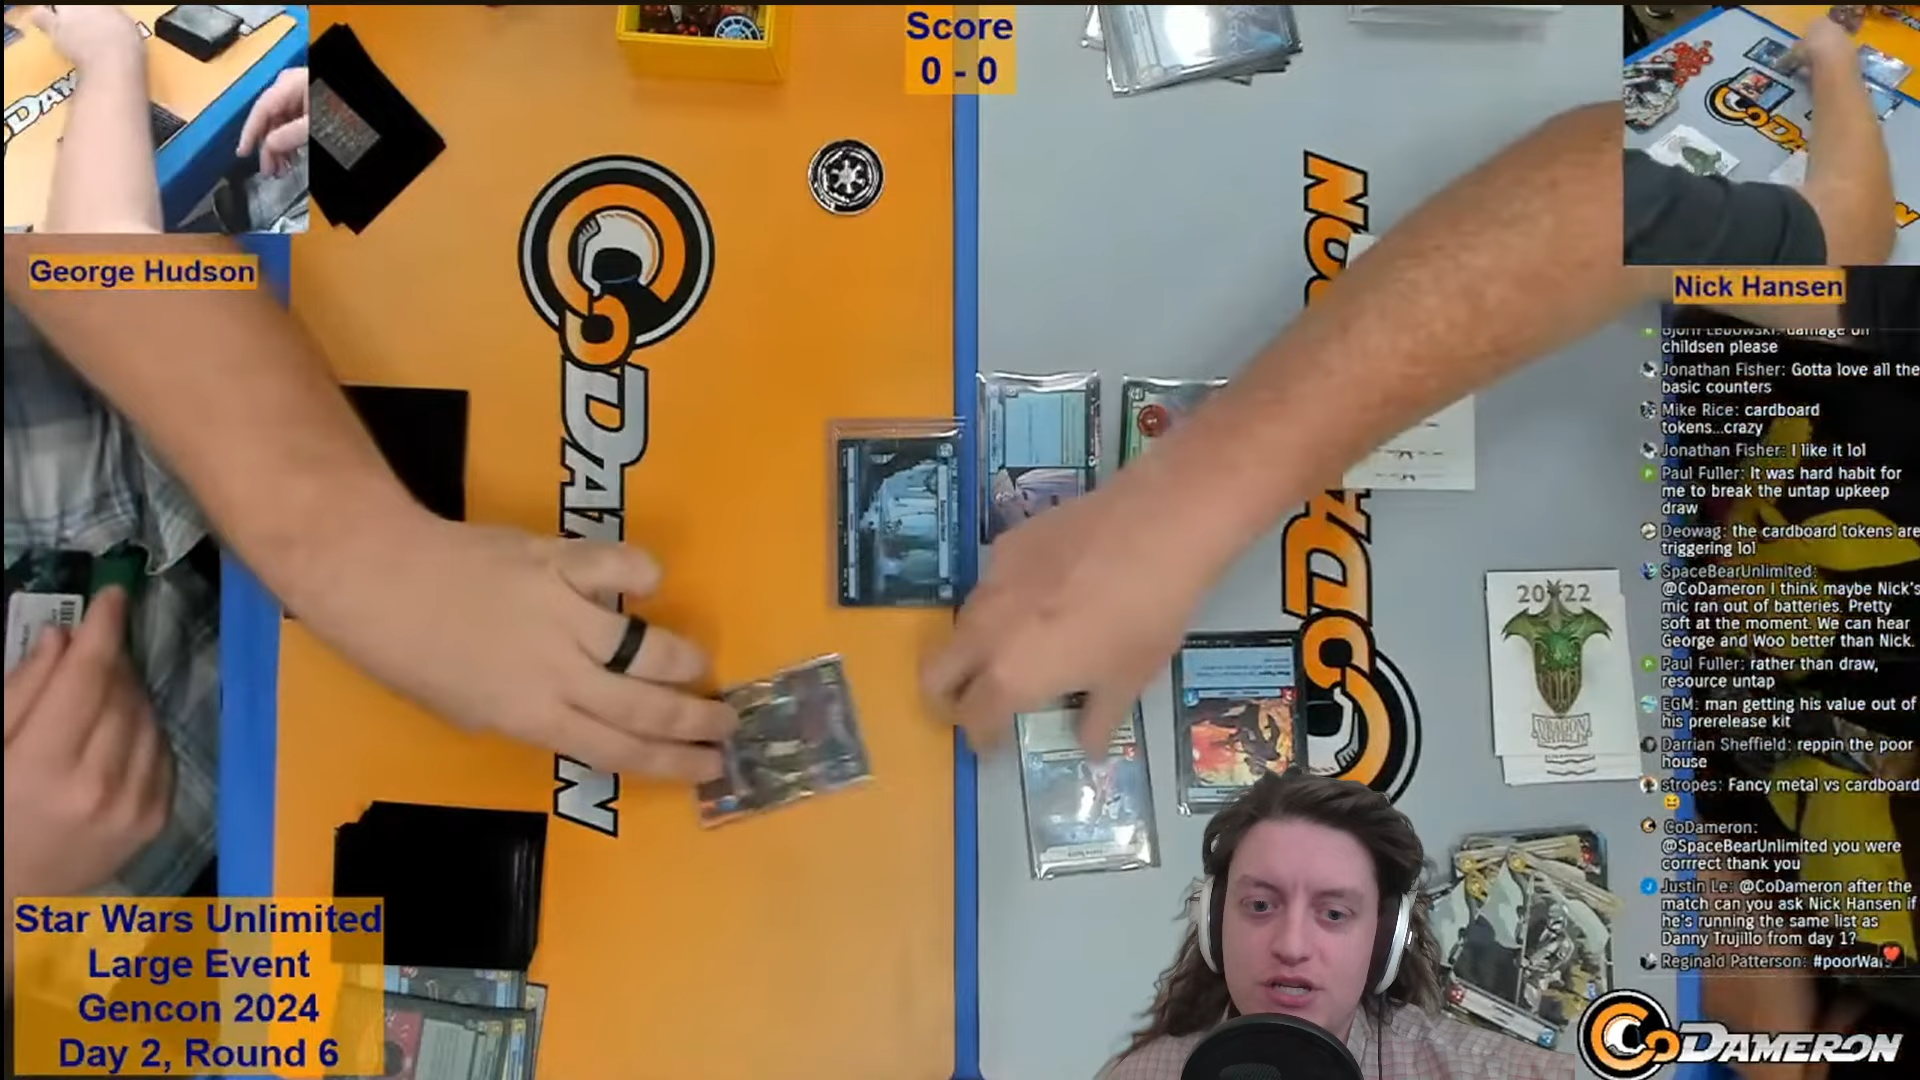 Score
0 - 0
George Hudson
Nick Hansen
Bjorn Lebowski: damage on
childsen please
Jonathan Fisher: Gotta love all the
basic counters
Mike Rice: cardboard
tokens...crazy
Jonathan Fisher: I like it lol
Paul Fuller: It was hard habit for
me to break the untap upkeep
draw
Deowag: the cardboard tokens are
triggering lol
SpaceBearUnlimited:
@CoDameron I think maybe Nick's
mic ran out of batteries. Pretty
soft at the moment. We can hear
George and Woo better than Nick.
Paul Fuller: rather than draw,
resource untap
EGM: man getting his value out of
his prerelease kit
Darrian Sheffield: reppin the poor
house
stropes: Fancy metal vs cardboard
CoDameron:
@SpaceBearUnlimited you were
corrrect thank you
Justin Le: @CoDameron after the
match can you ask Nick Hansen if
he's running the same list as
Danny Trujillo from day 1?
Reginald Patterson: #poorWar
2022
DRAGON
Star Wars Unlimited
Large Event
Gencon 2024
Day 2, Round 6
CoDAMERON